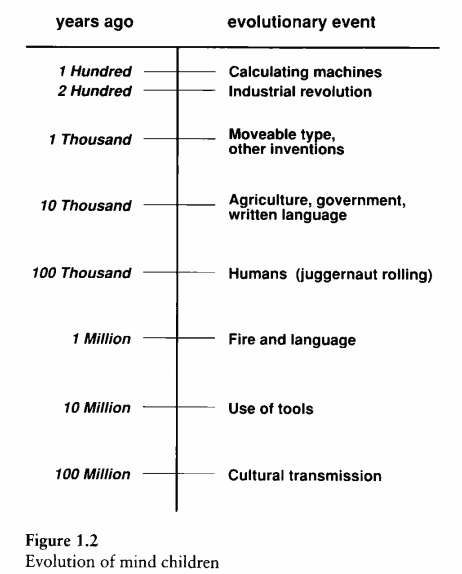 years ago evolutionary event
1 Hundred Calculating machines
2 Hundred Industrial revolution
1 Thousand Moveable type,
other inventions
10 Thousand Agriculture, government,
written language
100 Thousand Humans (juggernaut rolling)
1 Million Fire and language
10 Million Use of tools
100 Million Cultural transmission
Figure 1.2
Evolution of mind children